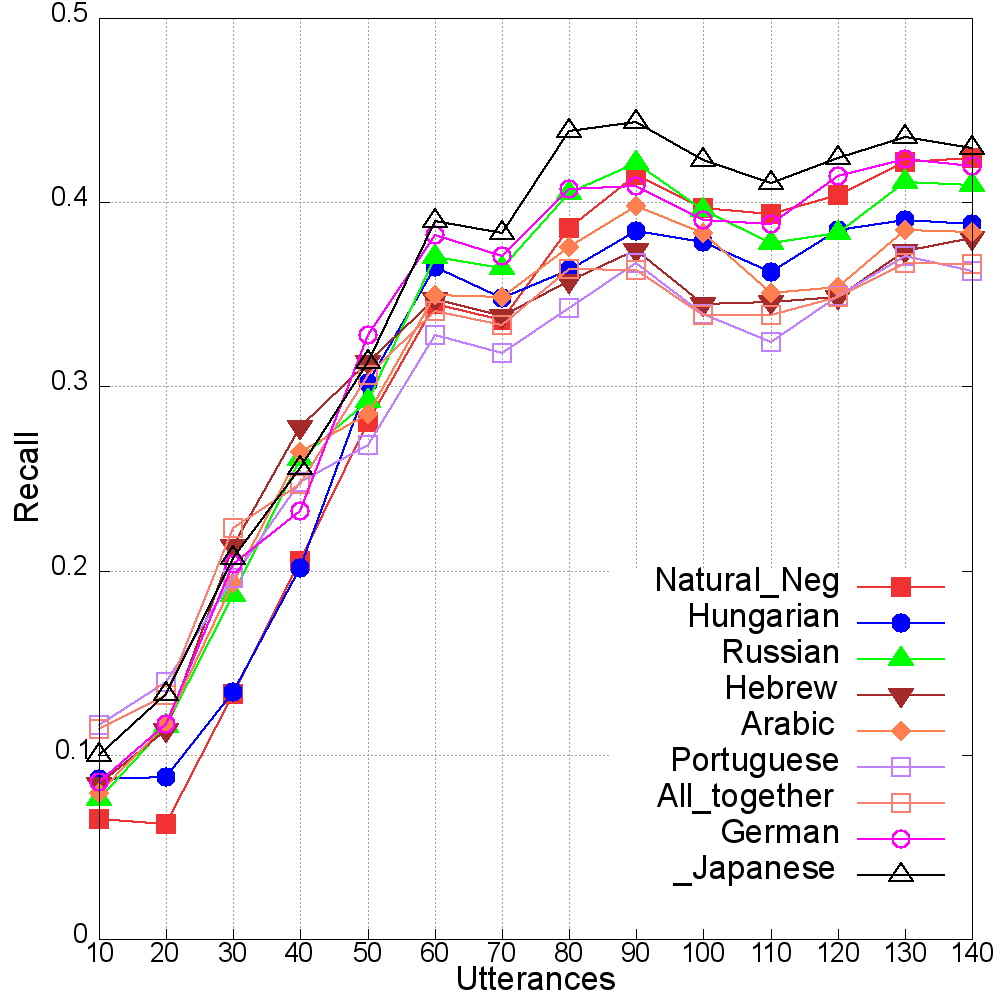 0.5
0.4
0.3
0.2
0.1
0
Recall
Natural_Neg
Hungarian
Russian
Hebrew
Arabic
Portuguese
All_together
German
_Japanese
10 20 30 40 50 60 70 80 90 100 110 120 130 140
Utterances